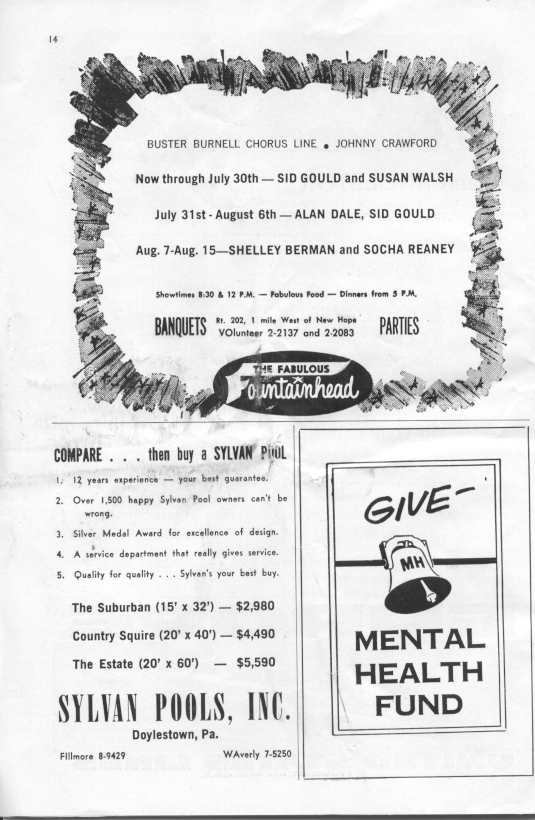 14
BUSTER BURNELL CHORUS LINE • JOHNNY CRAWFORD
Now through July 30th — SID GOULD and SUSAN WALSH
July 31st - August 6th — ALAN DALE, SID GOULD
Aug. 7-Aug. 15—SHELLEY BERMAN and SOCHA REANEY
Showtimes 8:30 & 12 P.M. — Fabulous Food — Dinners from 5 P.M.
BANQUETS
Rt. 202, 1 mile West of New Hope
VOlunteer 2-2137 and 2-2083
PARTIES
THE FABULOUS
Fountainhead
COMPARE . . . then buy a SYLVAN POOL
1. 12 years experience — your best guarantee.
2. Over 1,500 happy Sylvan Pool owners can't be
wrong.
3. Silver Medal Award for excellence of design.
4. A service department that really gives service.
5. Quality for quality . . . Sylvan's your best buy.
The Suburban (15' x 32') — $2,980
Country Squire (20' x 40') — $4,490
The Estate (20' x 60') — $5,590
SYLVAN POOLS, INC.
Doylestown, Pa.
FIllmore 8-9429 WAverly 7-5250
GIVE—
MH
MENTAL
HEALTH
FUND